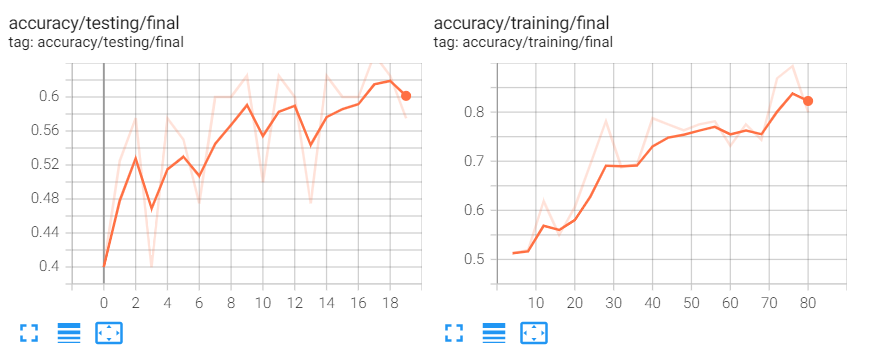 accuracy/testing/final
tag: accuracy/testing/final
0.6
0.56
0.52
0.48
0.44
0.4
0 2 4 6 8 10 12 14 16 18
accuracy/training/final
tag: accuracy/training/final
0.8
0.7
0.6
0.5
10 20 30 40 50 60 70 80